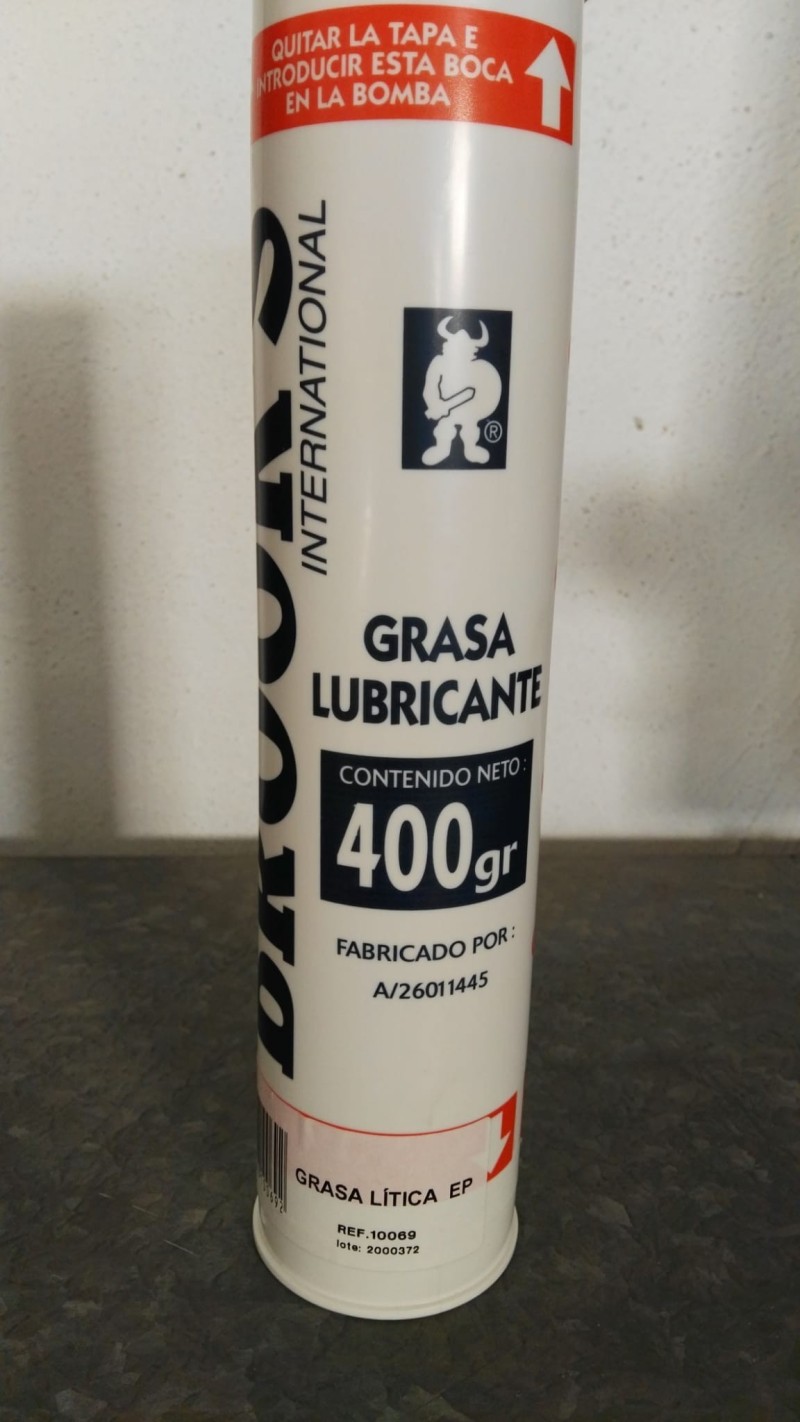 QUITAR LA TAPA E
INTRODUCIR ESTA BOCA
EN LA BOMBA
BROOKS
INTERNATIONAL
®
GRASA
LUBRICANTE
CONTENIDO NETO :
400gr
FABRICADO POR :
A/26011445
GRASA LÍTICA EP
REF.10069
lote: 2000372